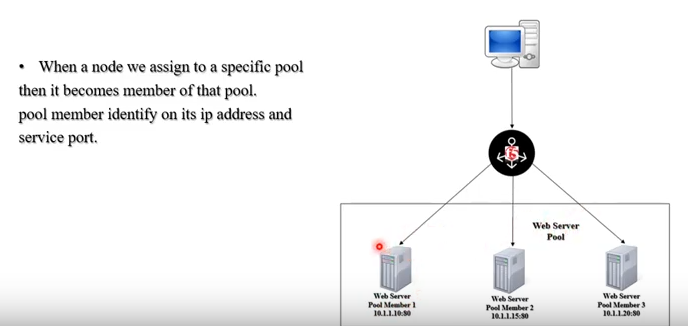 • When a node we assign to a specific pool
then it becomes member of that pool.
pool member identify on its ip address and
service port.
f5
Web Server
Pool
Web Server
Pool Member 1
10.1.1.10:80
Web Server
Pool Member 2
10.1.1.15:80
Web Server
Pool Member 3
10.1.1.20:80